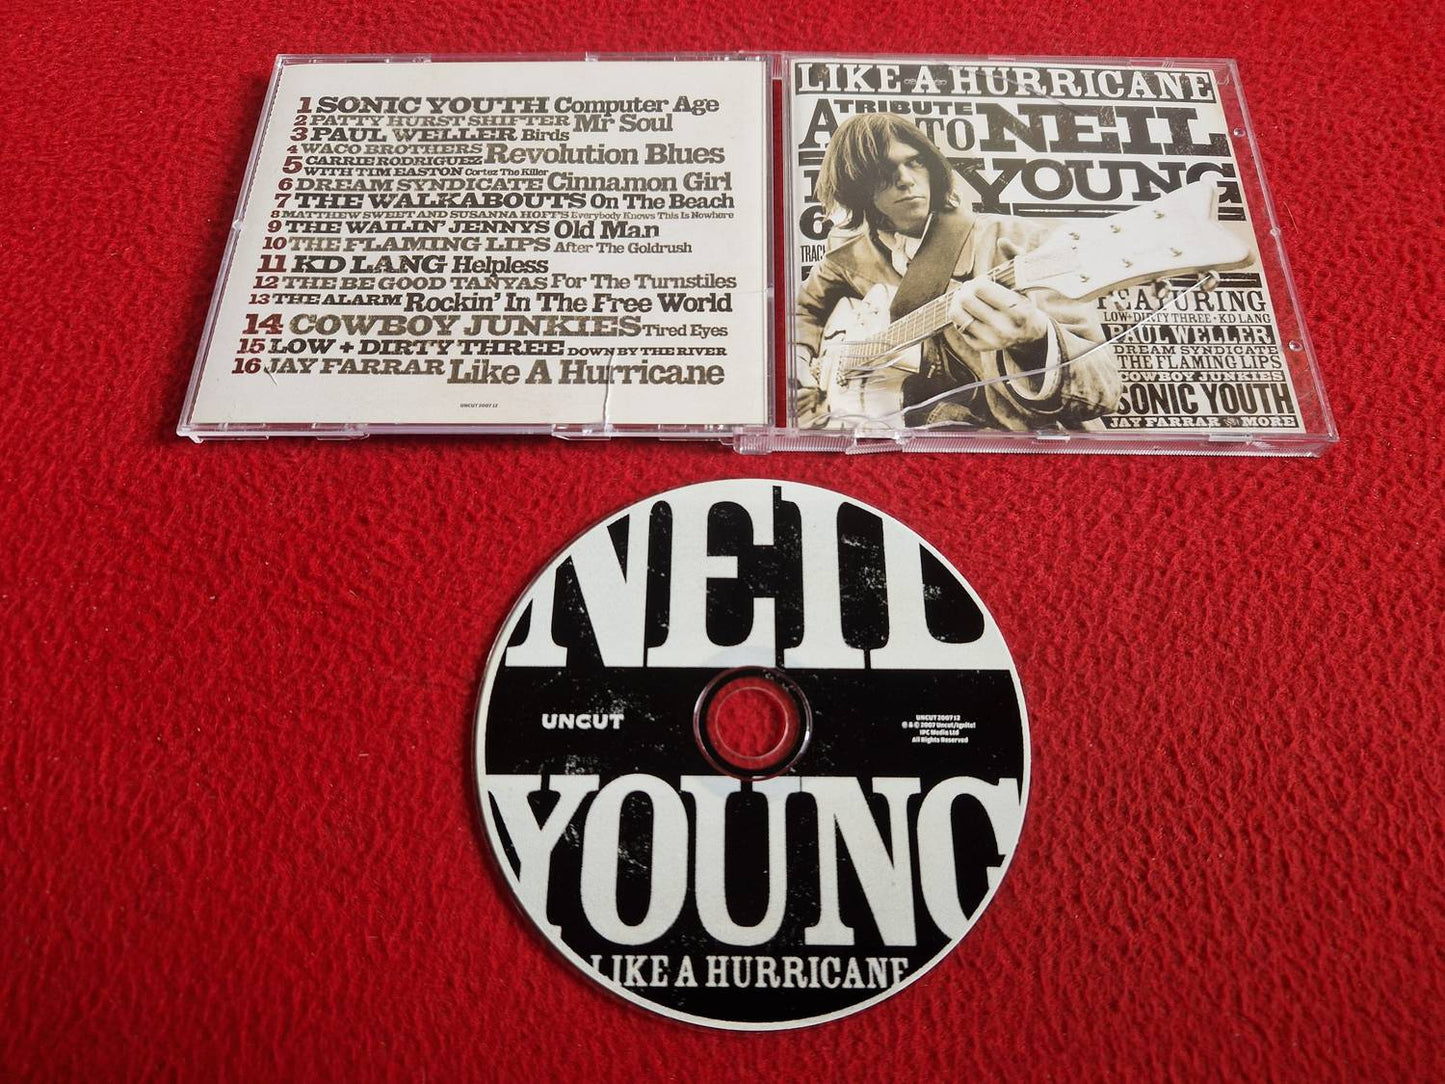 1 SONIC YOUTH Computer Age
2 PATTY HURST SHIFTER Mr Soul
3 PAUL WELLER Birds
4 WACO BROTHERS Revolution Blues
5 CARRIE RODRIGUEZ
WITH TIM EASTON Cortez The Killer
6 DREAM SYNDICATE Cinnamon Girl
7 THE WALKABOUTS On The Beach
8 MATTHEW SWEET AND SUSANNA HOFF'S Everybody Knows This Is Nowhere
9 THE WAILIN' JENNYS Old Man
10 THE FLAMING LIPS After The Goldrush
11 KD LANG Helpless
12 THE BE GOOD TANYAS For The Turnstiles
13 THE ALARM Rockin' In The Free World
14 COWBOY JUNKIES Tired Eyes
15 LOW + DIRTY THREE DOWN BY THE RIVER
16 JAY FARRAR Like A Hurricane
UNCUT 2007 12
LIKE A HURRICANE
A TRIBUTE
TO NEIL
YOUNG
FEATURING
LOW + DIRTY THREE • KD LANG
PAUL WELLER
DREAM SYNDICATE
THE FLAMING LIPS
COWBOY JUNKIES
SONIC YOUTH
JAY FARRAR AND MORE
NEIL
UNCUT
UNCUT 2007 12
℗ & © 2007 Uncut/Ignite!
IPC Media Ltd
All Rights Reserved
YOUNG
LIKE A HURRICANE